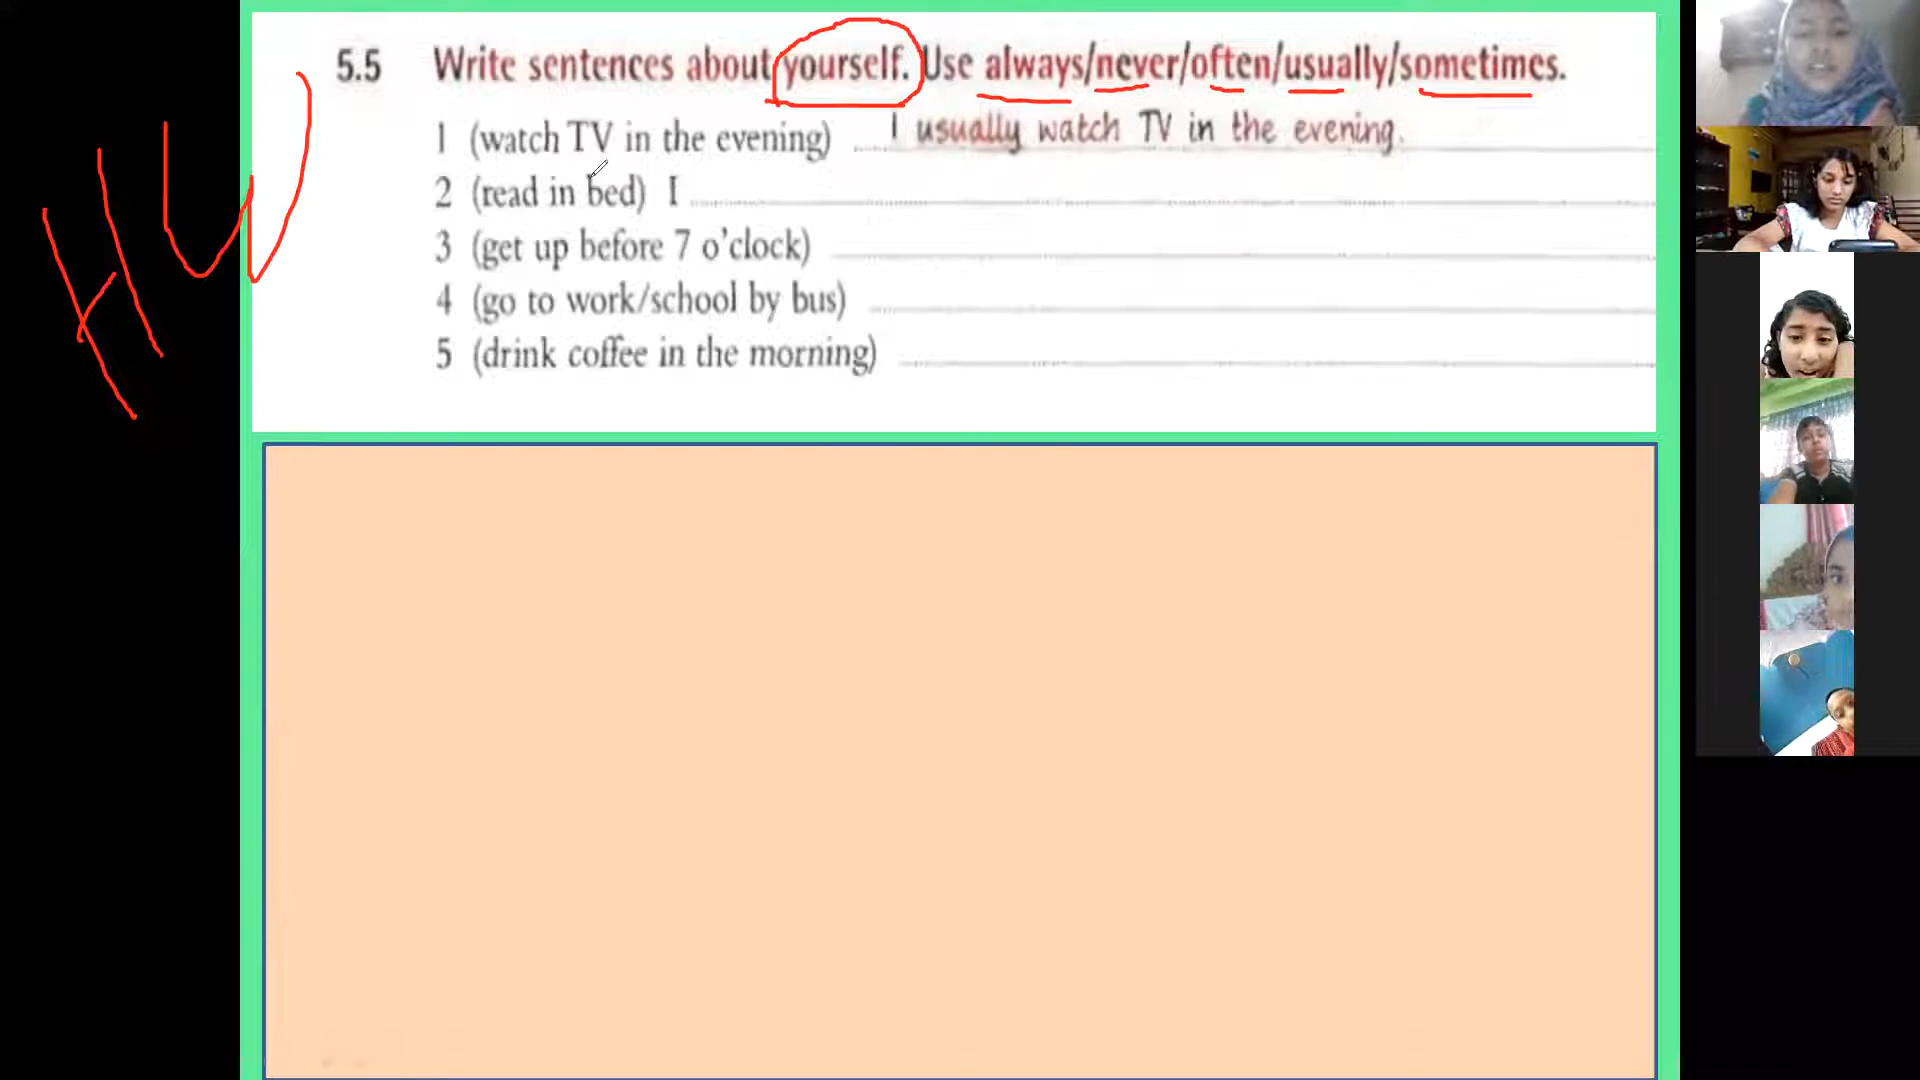 5.5 Write sentences about yourself. Use always/never/often/usually/sometimes.
1 (watch TV in the evening) I usually watch TV in the evening.
2 (read in bed) I
3 (get up before 7 o'clock)
4 (go to work/school by bus)
5 (drink coffee in the morning)
HW